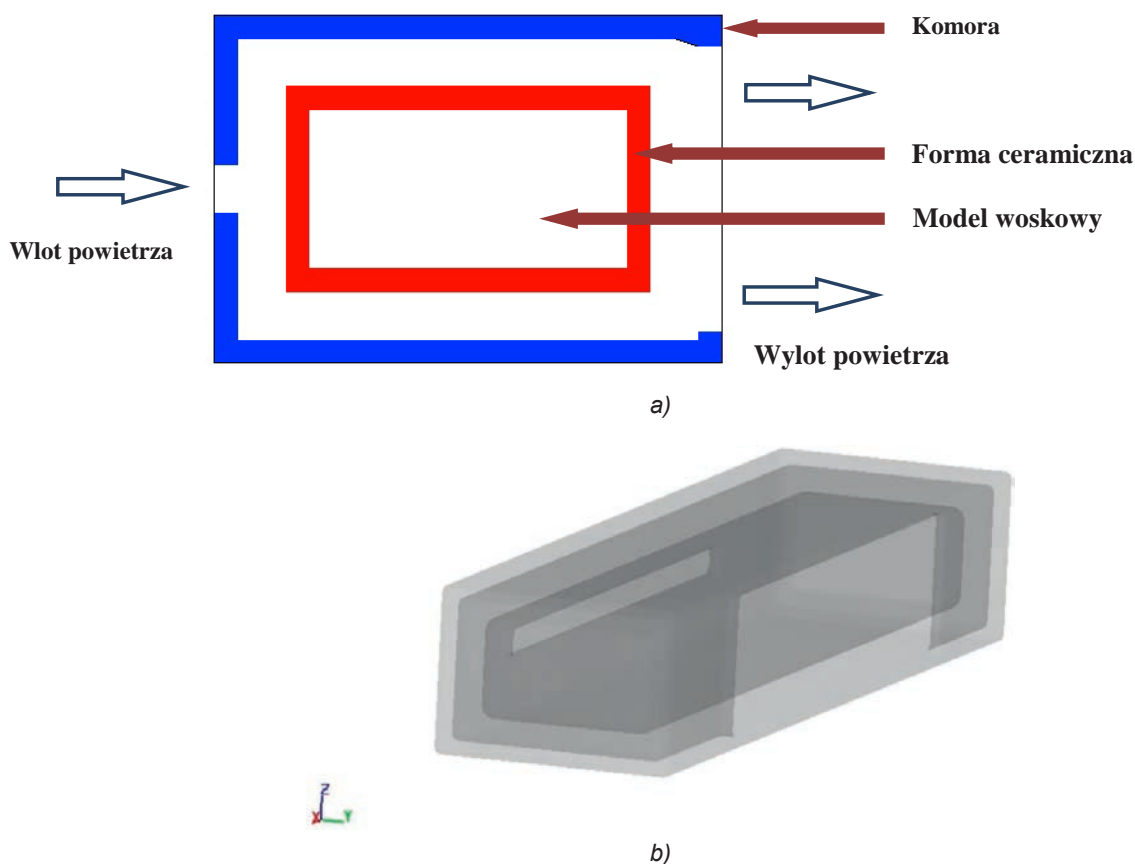 Komora
Forma ceramiczna
Model woskowy
Wlot powietrza
Wylot powietrza
a)
Z
X Y
b)